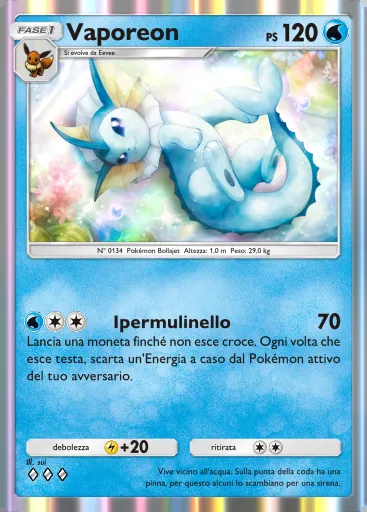 FASE 1
Vaporeon
PS 120
Si evolve da Eevee
N° 0134 Pokémon Bollajet Altezza: 1,0 m Peso: 29.0 kg
Ipermulinello 70
Lancia una moneta finché non esce croce. Ogni volta che
esce testa, scarta un'Energia a caso dal Pokémon attivo
del tuo avversario.
debolezza +20 ritirata
Ill. sui
Vive vicino all'acqua. Sulla punta della coda ha una
pinna, per questo alcuni lo scambiano per una sirena.